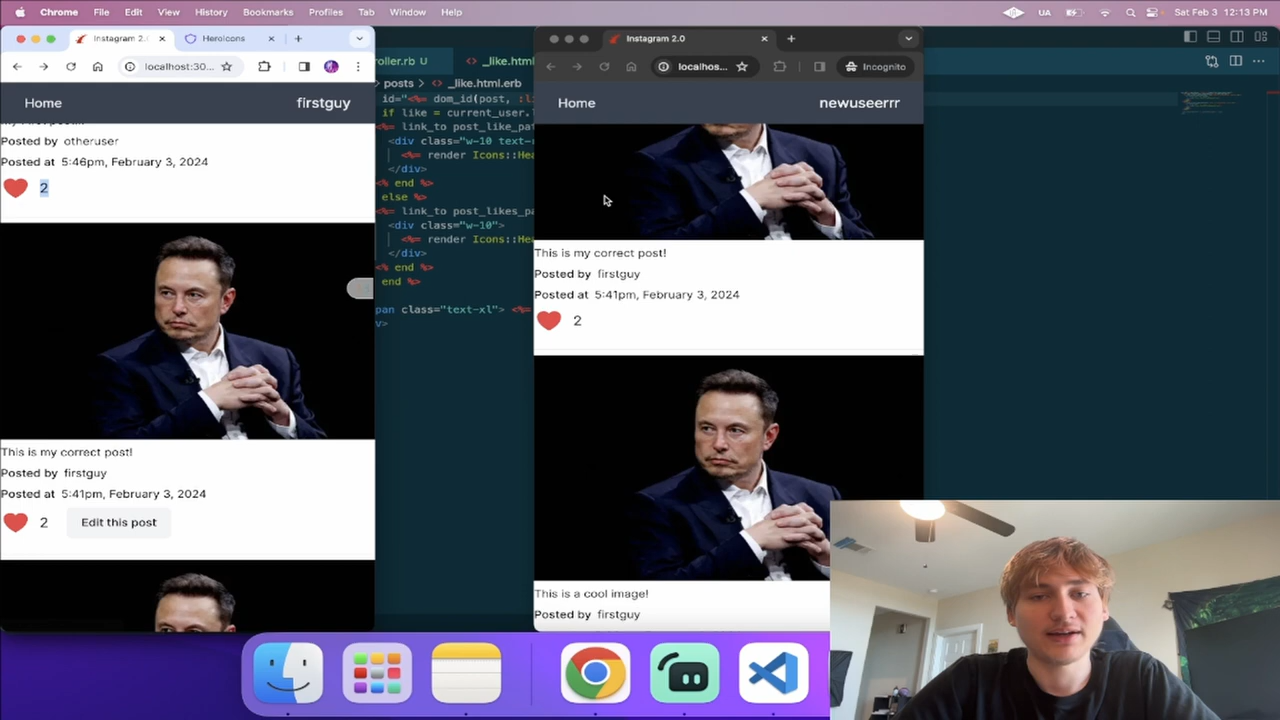 Chrome File Edit View History Bookmarks Profiles Tab Window Help
UA Sat Feb 3 12:13 PM
Instagram 2.
HeroIcons
localhost:30...
Home firstguy
Posted by otheruser
Posted at 5:46pm, February 3, 2024
2
This is my correct post!
Posted by firstguy
Posted at 5:41pm, February 3, 2024
2 Edit this post
roller.rb U
_like.html
posts > _like.html.erb
id="<%= dom_id(post, :l
if like = current_user.
<%= link_to post_like_pa
<div class="w-10 text-r
<%= render Icons::Hea
</div>
<% end %>
else %>
<%= link_to post_likes_pa
<div class="w-10">
<%= render Icons::Hea
</div>
<% end %>
end %>
pan class="text-xl"> <%=
v>
Instagram 2.0
localhos...
Incognito
Home newuseerrr
This is my correct post!
Posted by firstguy
Posted at 5:41pm, February 3, 2024
2
This is a cool image!
Posted by firstguy